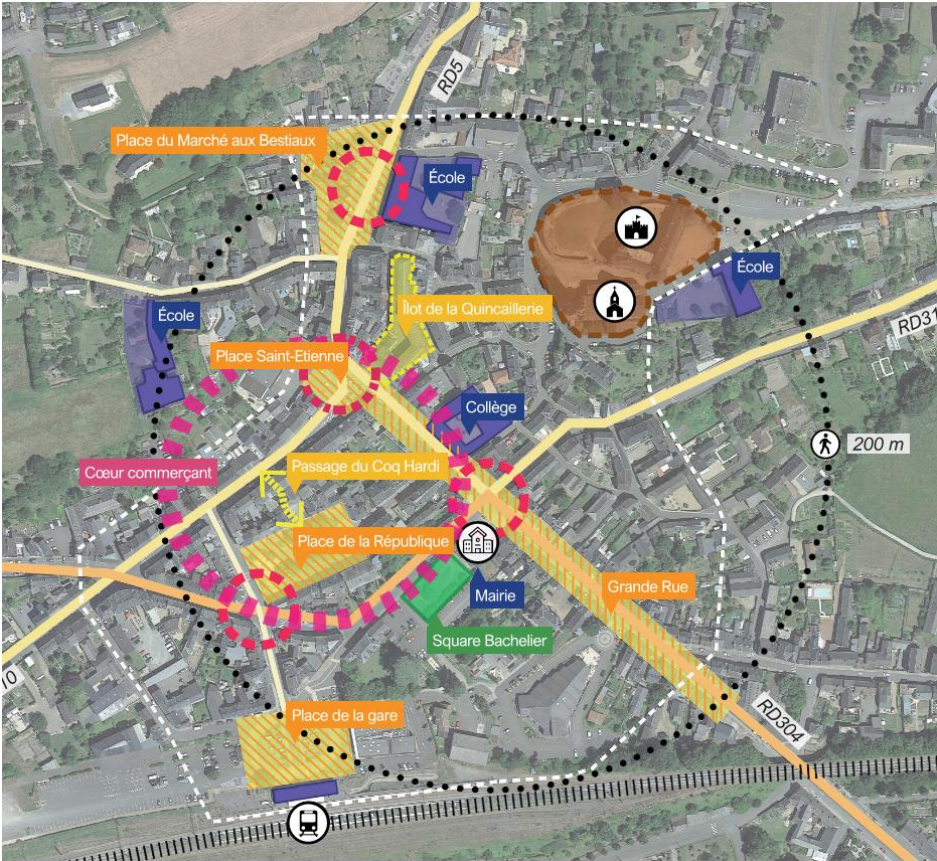 RD5
Place du Marché aux Bestiaux
École
École
Îlot de la Quincaillerie
École
RD31
Place Saint-Etienne
Collège
200 m
Cœur commerçant
Passage du Coq Hardi
Place de la République
Grande Rue
Mairie
Square Bachelier
10
Place de la gare
RD304